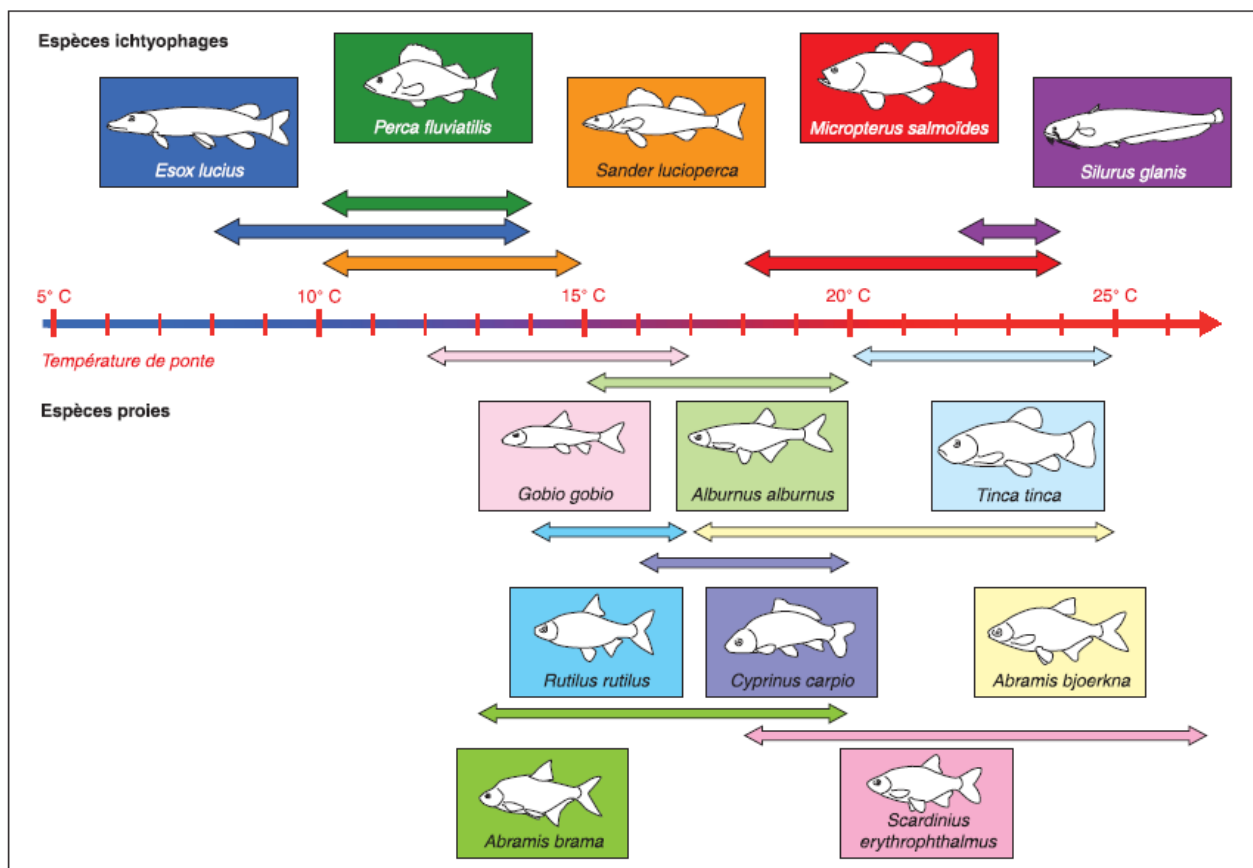 Espèces ichtyophages
Perca fluviatilis
Micropterus salmoïdes
Esox lucius
Sander lucioperca
Silurus glanis
5° C
10° C
15° C
20° C
25° C
Température de ponte
Espèces proies
Gobio gobio
Alburnus alburnus
Tinca tinca
Rutilus rutilus
Cyprinus carpio
Abramis bjoerkna
Abramis brama
Scardinius
erythrophthalmus